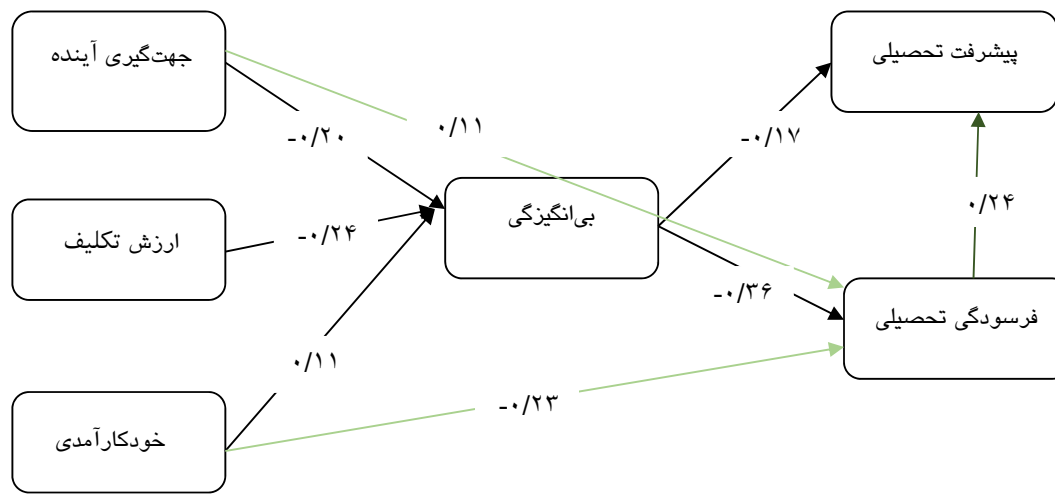 جهت‌گیری آینده
پیشرفت تحصیلی
-۰/۲۰
۰/۱۱
-۰/۱۷
ارزش تکلیف
-۰/۲۴
بی‌انگیزگی
۰/۲۴
-۰/۳۶
فرسودگی تحصیلی
۰/۱۱
-۰/۲۳
خودکارآمدی